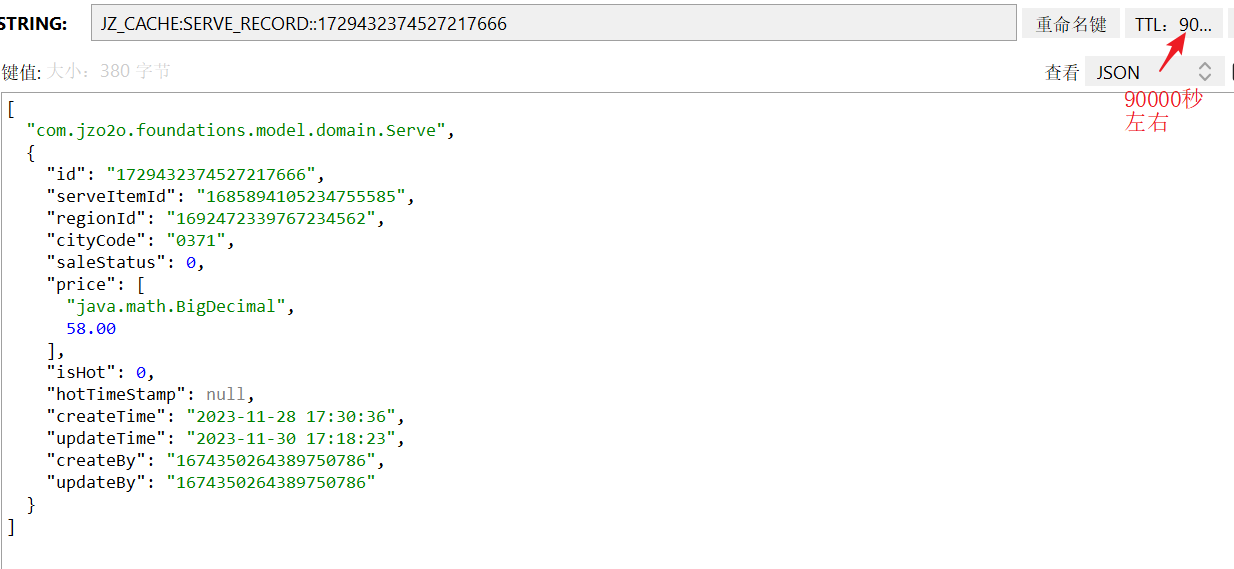 STRING: JZ_CACHE:SERVE_RECORD::1729432374527217666 重命名键 TTL：90...
键值: 大小：380 字节 查看 JSON
90000秒
左右
[
"com.jzo2o.foundations.model.domain.Serve",
{
"id": "1729432374527217666",
"serveItemId": "1685894105234755585",
"regionId": "1692472339767234562",
"cityCode": "0371",
"saleStatus": 0,
"price": [
"java.math.BigDecimal",
58.00
],
"isHot": 0,
"hotTimeStamp": null,
"createTime": "2023-11-28 17:30:36",
"updateTime": "2023-11-30 17:18:23",
"createBy": "1674350264389750786",
"updateBy": "1674350264389750786"
}
]